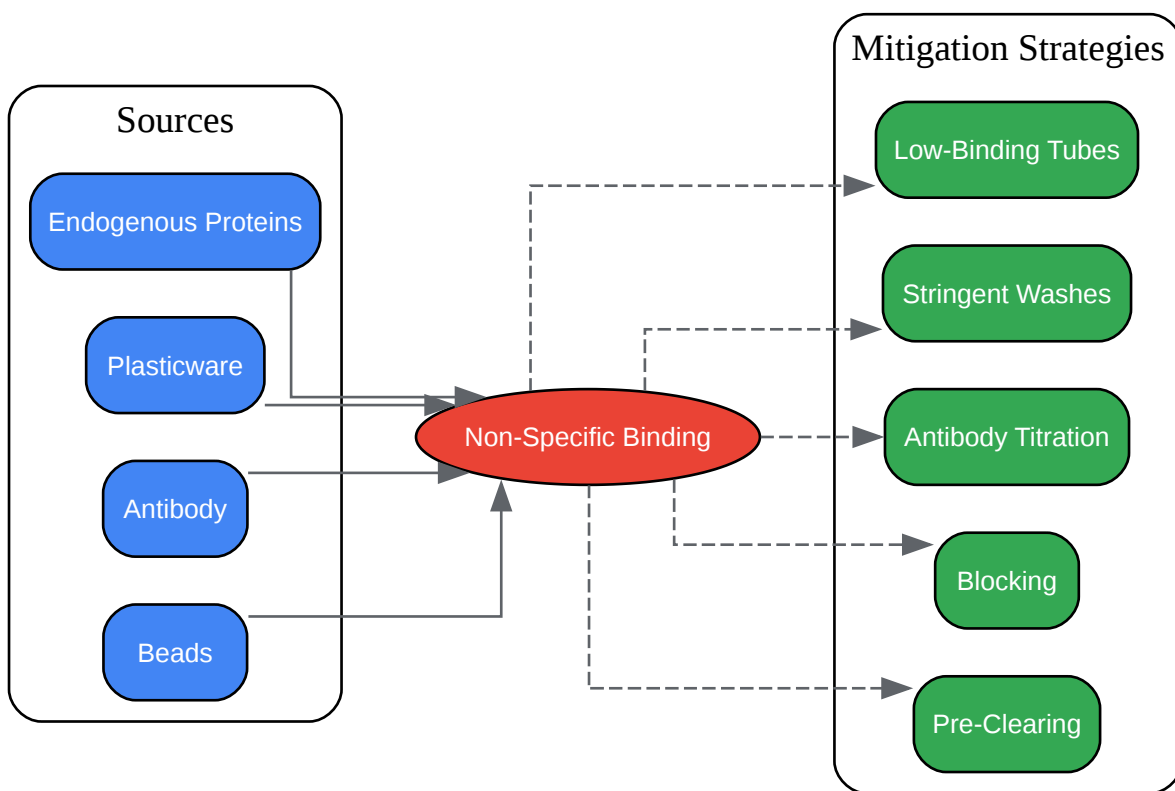 Sources
Endogenous Proteins
Plasticware
Antibody
Beads
Non-Specific Binding
Mitigation Strategies
Low-Binding Tubes
Stringent Washes
Antibody Titration
Blocking
Pre-Clearing